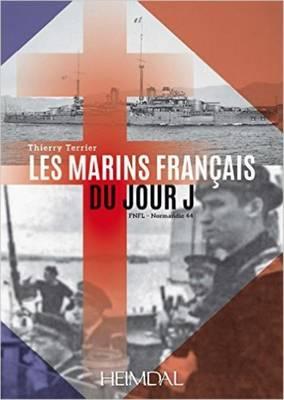 Thierry Terrier
LES MARINS FRANÇAIS
DU JOUR J
FNFL - Normandie 44
HEIMDAL